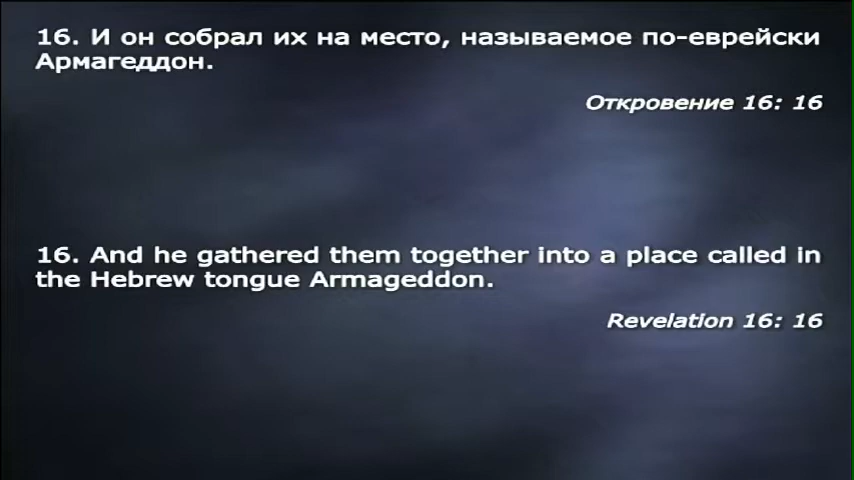 16. И он собрал их на место, называемое по-еврейски
Армагеддон.
Откровение 16: 16
16. And he gathered them together into a place called in
the Hebrew tongue Armageddon.
Revelation 16: 16